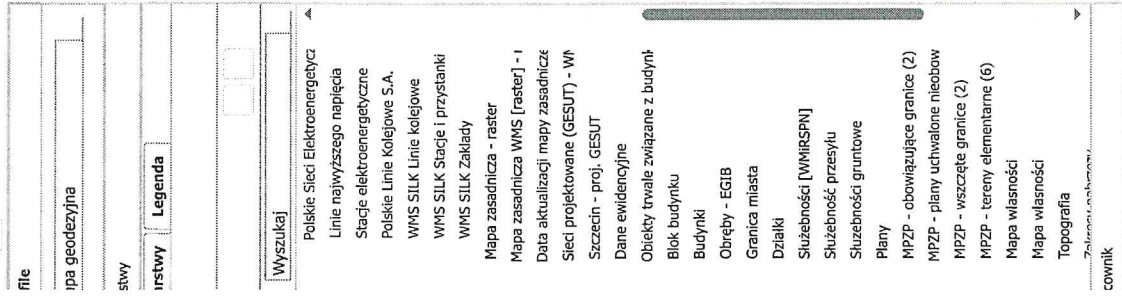 file
pa geodezyjna
stwy
rstwy Legenda
Wyszukaj
Polskie Sieci Elektroenergetycz
Linie najwyższego napięcia
Stacje elektroenergetyczne
Polskie Linie Kolejowe S.A.
WMS SILK Linie kolejowe
WMS SILK Stacje i przystanki
WMS SILK Zakłady
Mapa zasadnicza - raster
Mapa zasadnicza WMS [raster] -
Data aktualizacji mapy zasadnicze
Sieci projektowane (GESUT) - WM
Szczecin - proj. GESUT
Dane ewidencyjne
Obiekty trwale związane z budynk
Blok budynku
Budynki
Obręby - EGIB
Granica miasta
Działki
Służebności [WMiRSPN]
Służebność przesyłu
Służebności gruntowe
Plany
MPZP - obowiązujące granice (2)
MPZP - plany uchwalone nieobow
MPZP - wszczęte granice (2)
MPZP - tereny elementarne (6)
Mapa własności
Mapa własności
Topografia
cownik